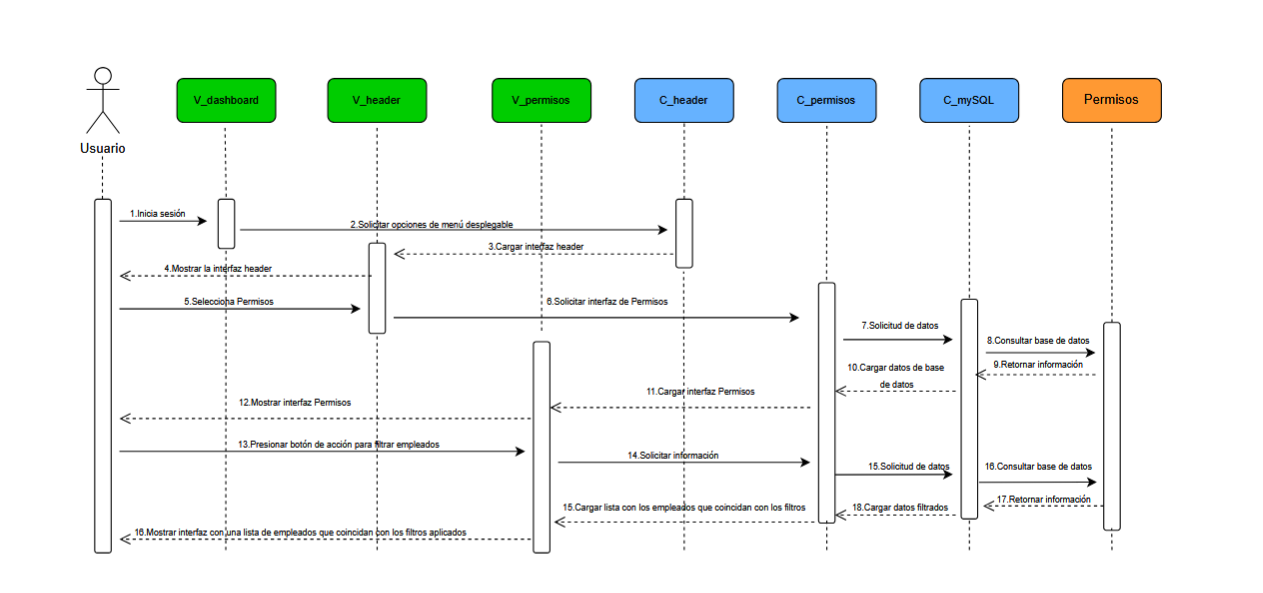 V_dashboard
V_header
V_permisos
C_header
C_permisos
C_mySQL
Permisos
Usuario
1.Inicia sesión
2.Solicitar opciones de menú desplegable
3.Cargar interfaz header
4.Mostrar la interfaz header
5.Selecciona Permisos
6.Solicitar interfaz de Permisos
7.Solicitud de datos
8.Consultar base de datos
9.Retornar información
10.Cargar datos de base
de datos
11.Cargar interfaz Permisos
12.Mostrar interfaz Permisos
13.Presionar botón de acción para filtrar empleados
14.Solicitar información
15.Solicitud de datos
16.Consultar base de datos
17.Retornar información
18.Cargar datos filtrados
15.Cargar lista con los empleados que coincidan con los filtros
16.Mostrar interfaz con una lista de empleados que coincidan con los filtros aplicados